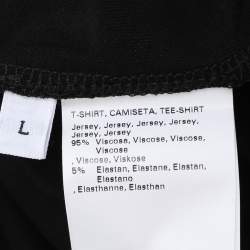 T-SHIRT, CAMISETA, TEE-SHIRT
Jersey, Jersey, Jersey, Jersey,
Jersey, Jersey
95% Viscosa, Viscose, Viscose,
, Viscose, Viskose
5% Elastan, Elastane, Elastan,
Elastano
, Elasthanne, Elasthan
L